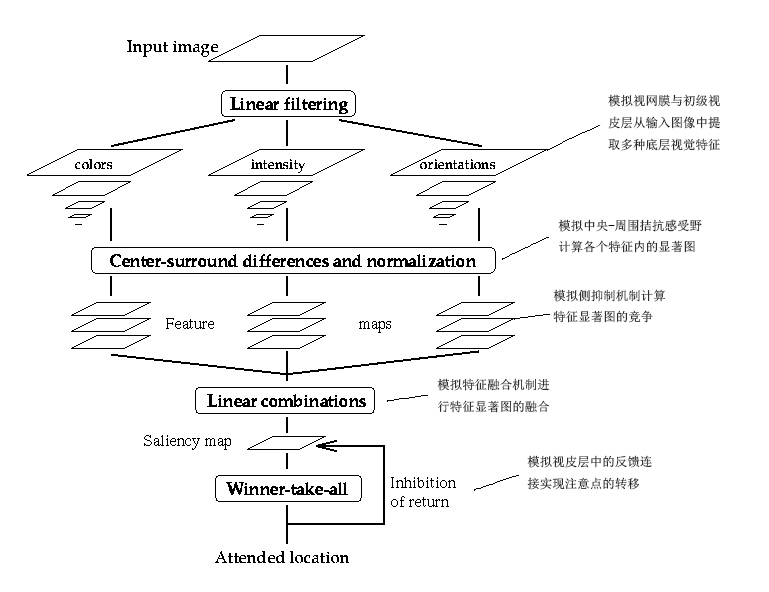 Input image
Linear filtering
模拟视网膜与初级视
皮层从输入图像中提
取多种底层视觉特征
colors
intensity
orientations
模拟中央-周围拮抗感受野
计算各个特征内的显著图
Center-surround differences and normalization
模拟侧抑制机制计算
特征显著图的竞争
Feature
maps
模拟特征融合机制进
行特征显著图的融合
Linear combinations
Saliency map
模拟视皮层中的反馈连
接实现注意点的转移
Winner-take-all
Inhibition
of return
Attended location